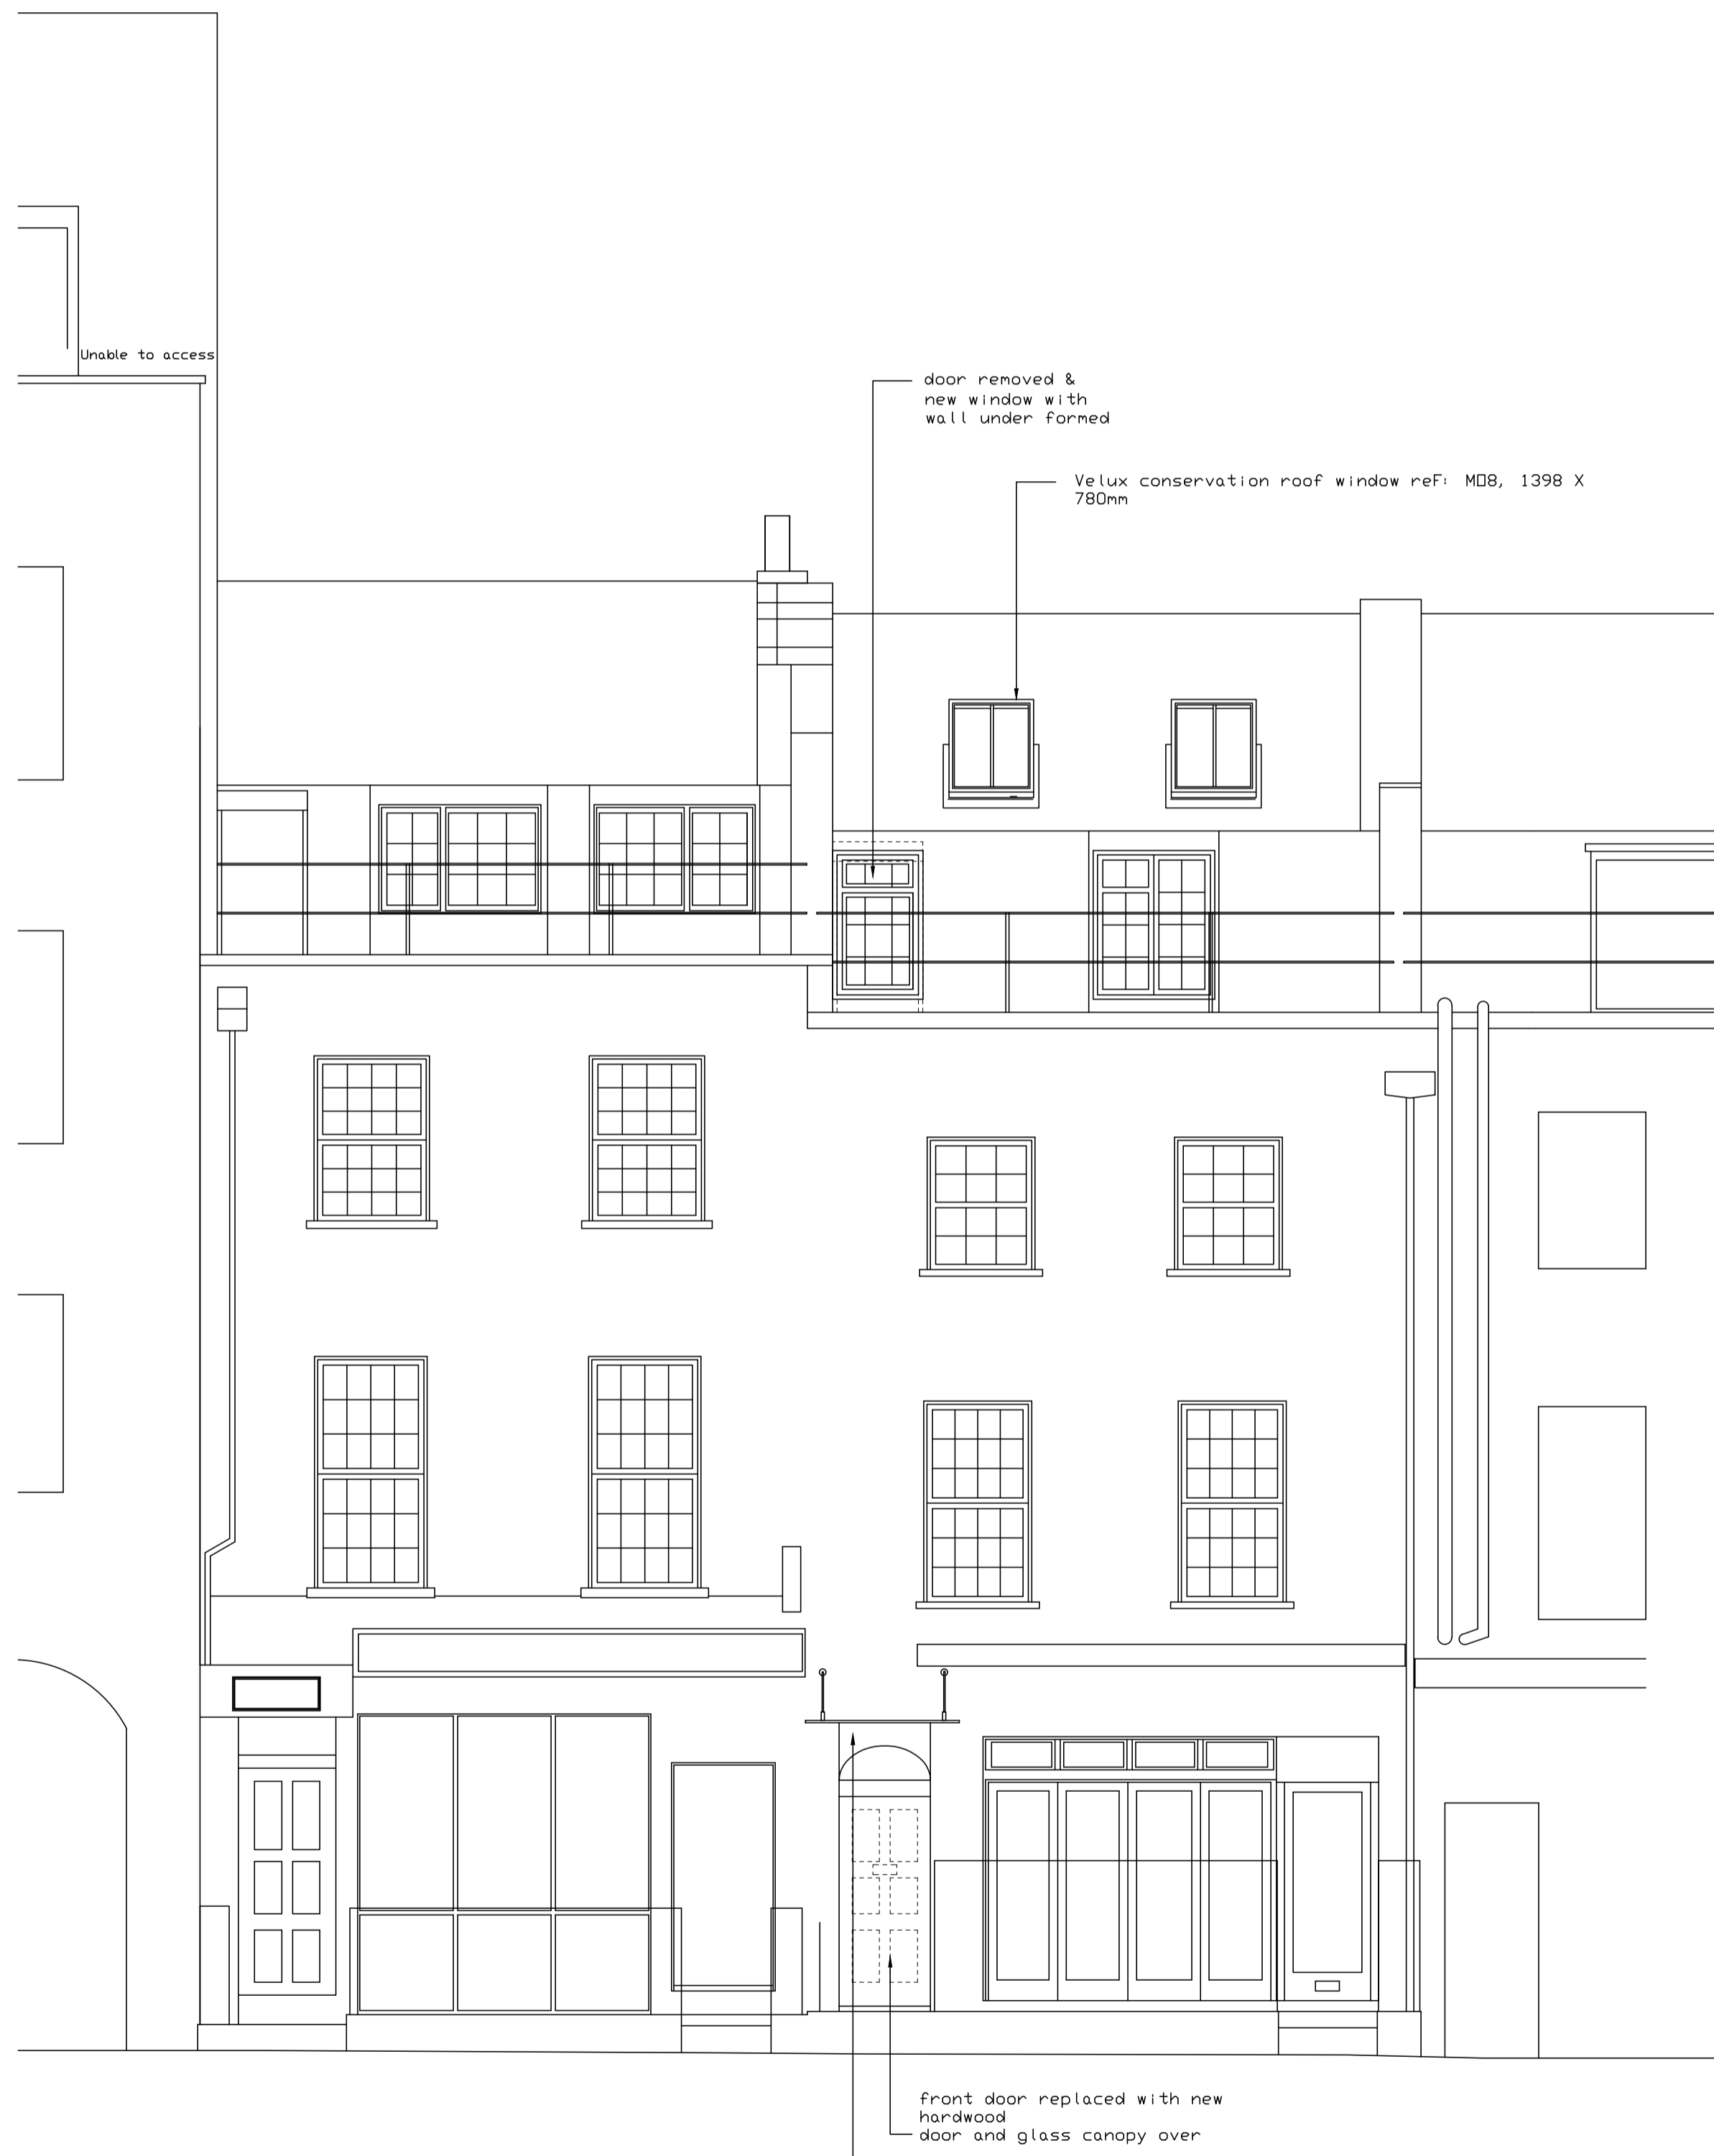 Unable to access
door removed &
new window with
wall under formed
Velux conservation roof window reF: M08, 1398 X
780mm
front door replaced with new
hardwood
door and glass canopy over